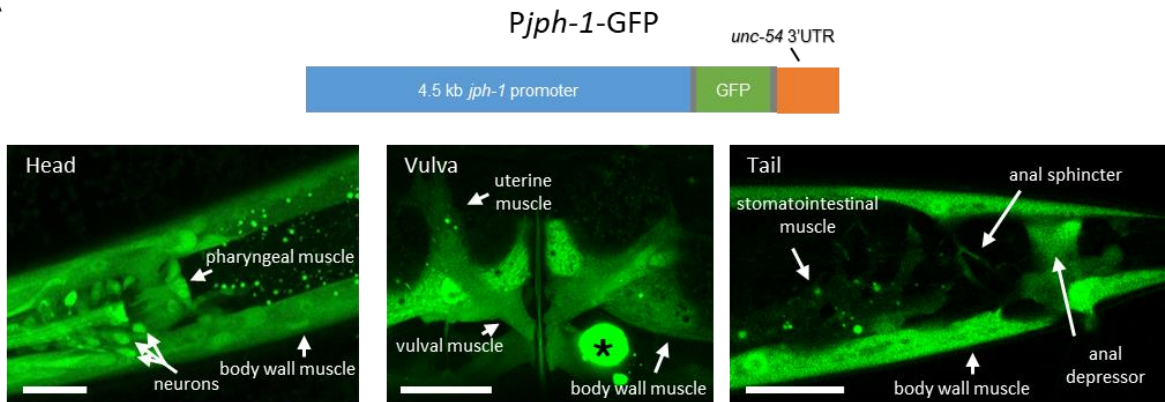 Pjph-1-GFP
unc-54 3'UTR
4.5 kb jph-1 promoter
GFP
Head
pharyngeal muscle
body wall muscle
neurons
Vulva
uterine
muscle
vulval muscle
*
body wall muscle
Tail
anal sphincter
stomatointestinal
muscle
body wall muscle
anal
depressor